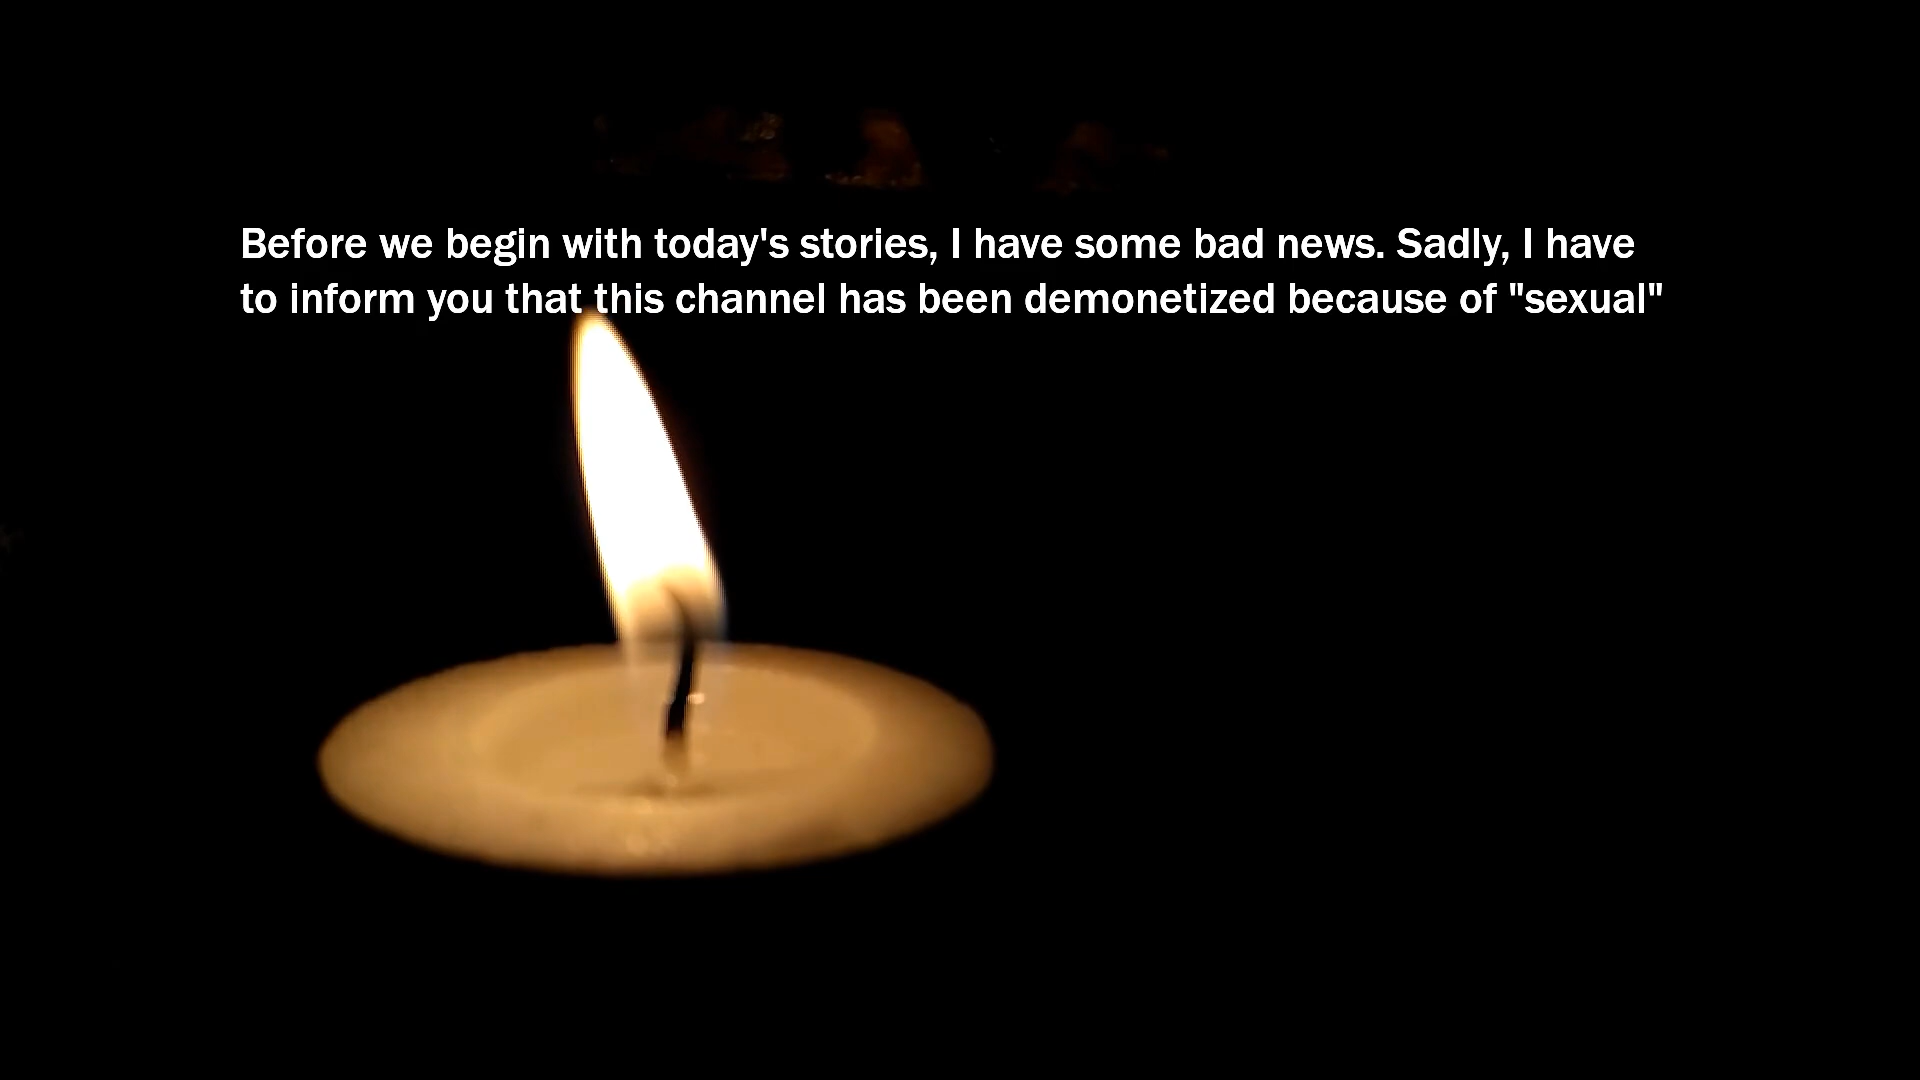 Before we begin with today's stories, I have some bad news. Sadly, I have
to inform you that this channel has been demonetized because of "sexual"